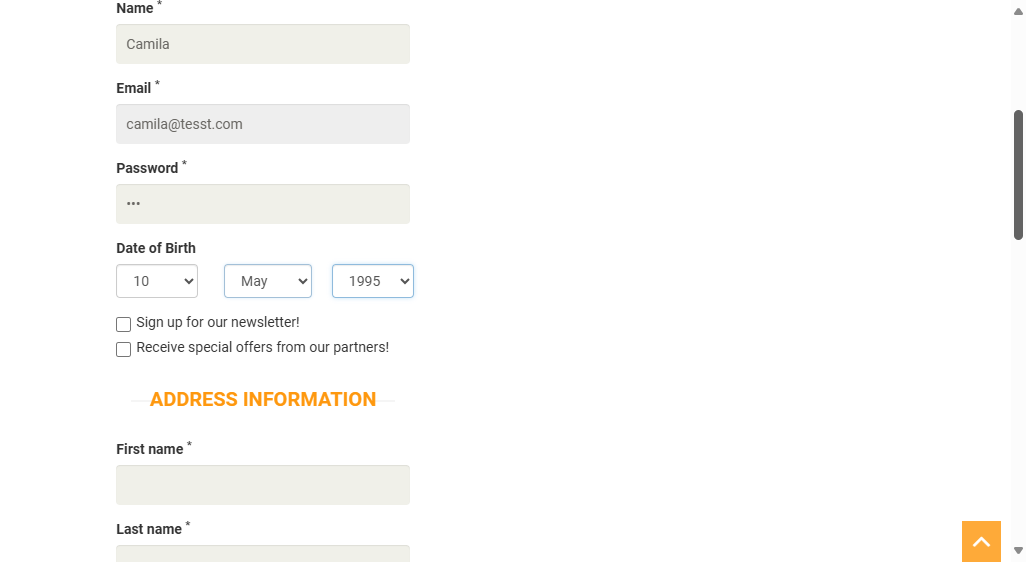 Name *
Camila
Email *
camila@tesst.com
Password *
•••
Date of Birth
10 May 1995
Sign up for our newsletter!
Receive special offers from our partners!
ADDRESS INFORMATION
First name *
Last name *